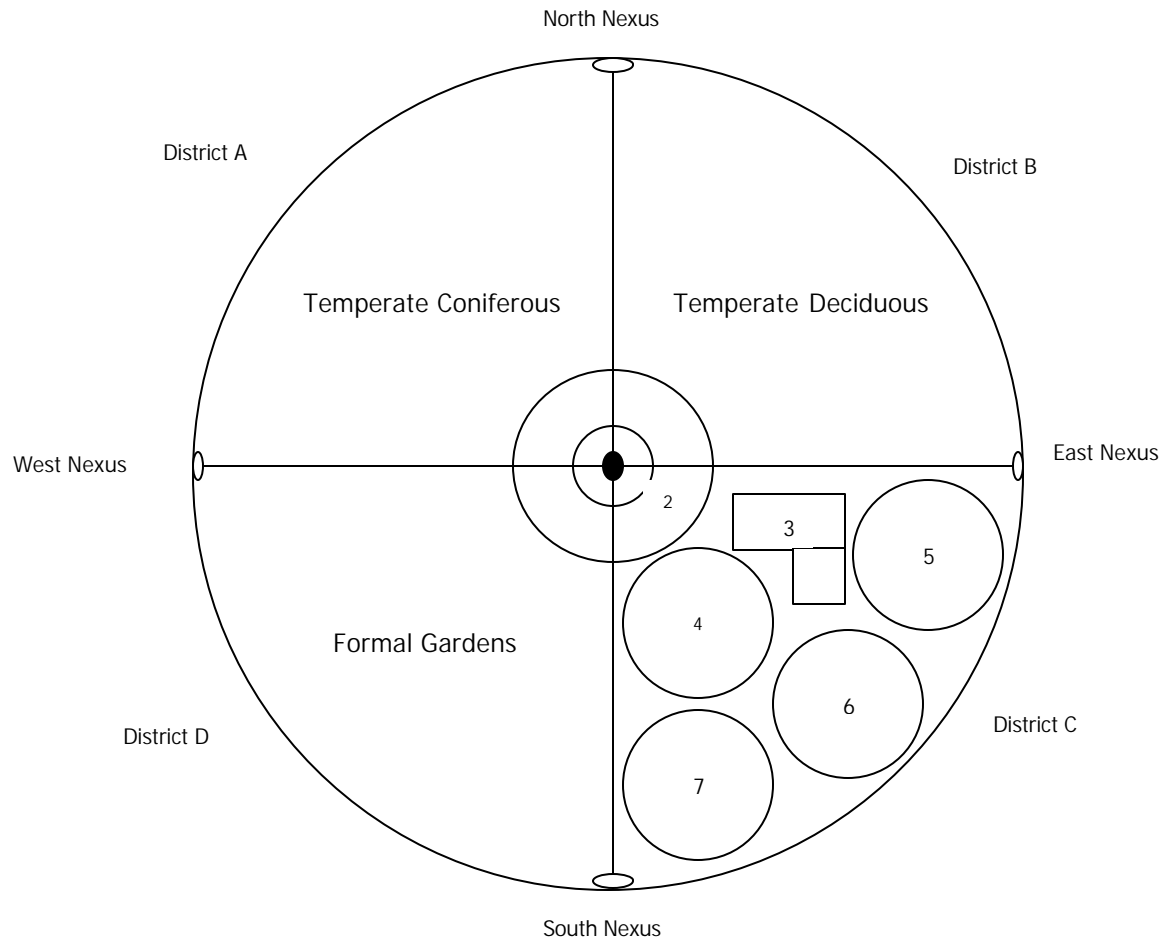 North Nexus
District A
District B
Temperate Coniferous
Temperate Deciduous
West Nexus
East Nexus
2
3
5
4
Formal Gardens
6
District C
District D
7
South Nexus